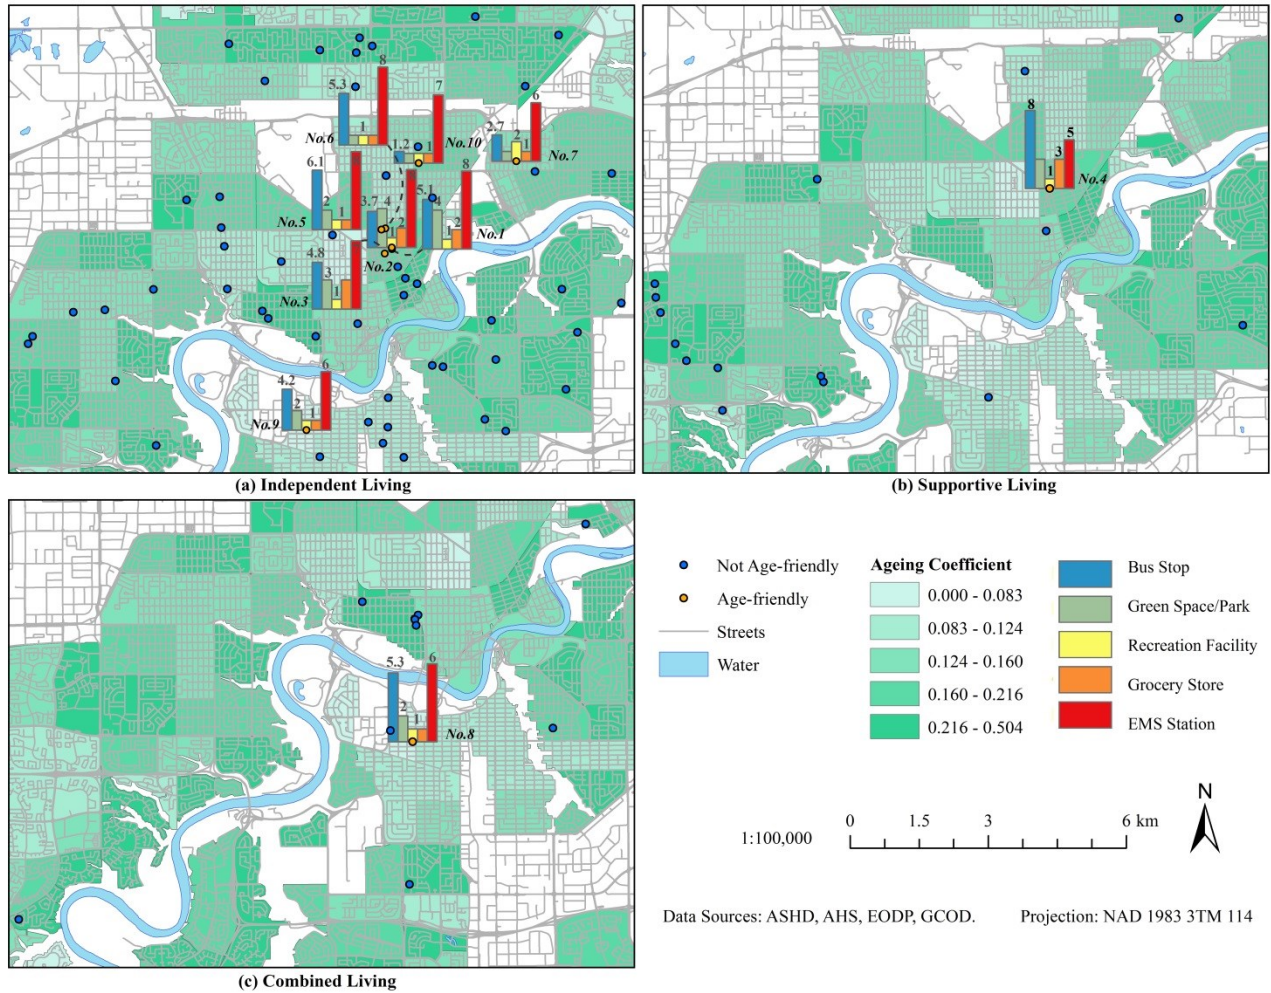 8
5.3
7
6
No.6
1
1.2
1
No.10
2.7
2
1
No.7
6.1
8
5.1
3.7
4
4
No.5
2
1
1
2
1
2
No.1
No.2
4.8
3
No.3
1
6
4.2
2
1
No.9
(a) Independent Living
8
5
3
1
No.4
(b) Supportive Living
6
5.3
2
1
No.8
(c) Combined Living
Not Age-friendly
Age-friendly
Streets
Water
Ageing Coefficient
0.000 - 0.083
0.083 - 0.124
0.124 - 0.160
0.160 - 0.216
0.216 - 0.504
Bus Stop
Green Space/Park
Recreation Facility
Grocery Store
EMS Station
N
0 1.5 3 6 km
1:100,000
Data Sources: ASHD, AHS, EODP, GCOD. Projection: NAD 1983 3TM 114